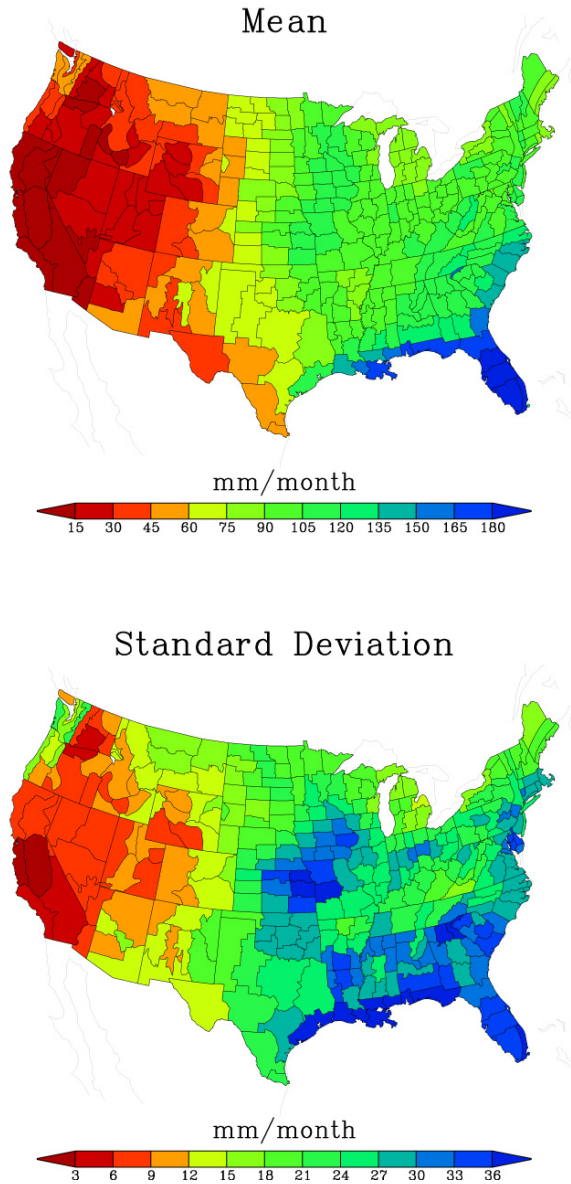 Mean
mm/month
15 30 45 60 75 90 105 120 135 150 165 180
Standard Deviation
mm/month
3 6 9 12 15 18 21 24 27 30 33 36